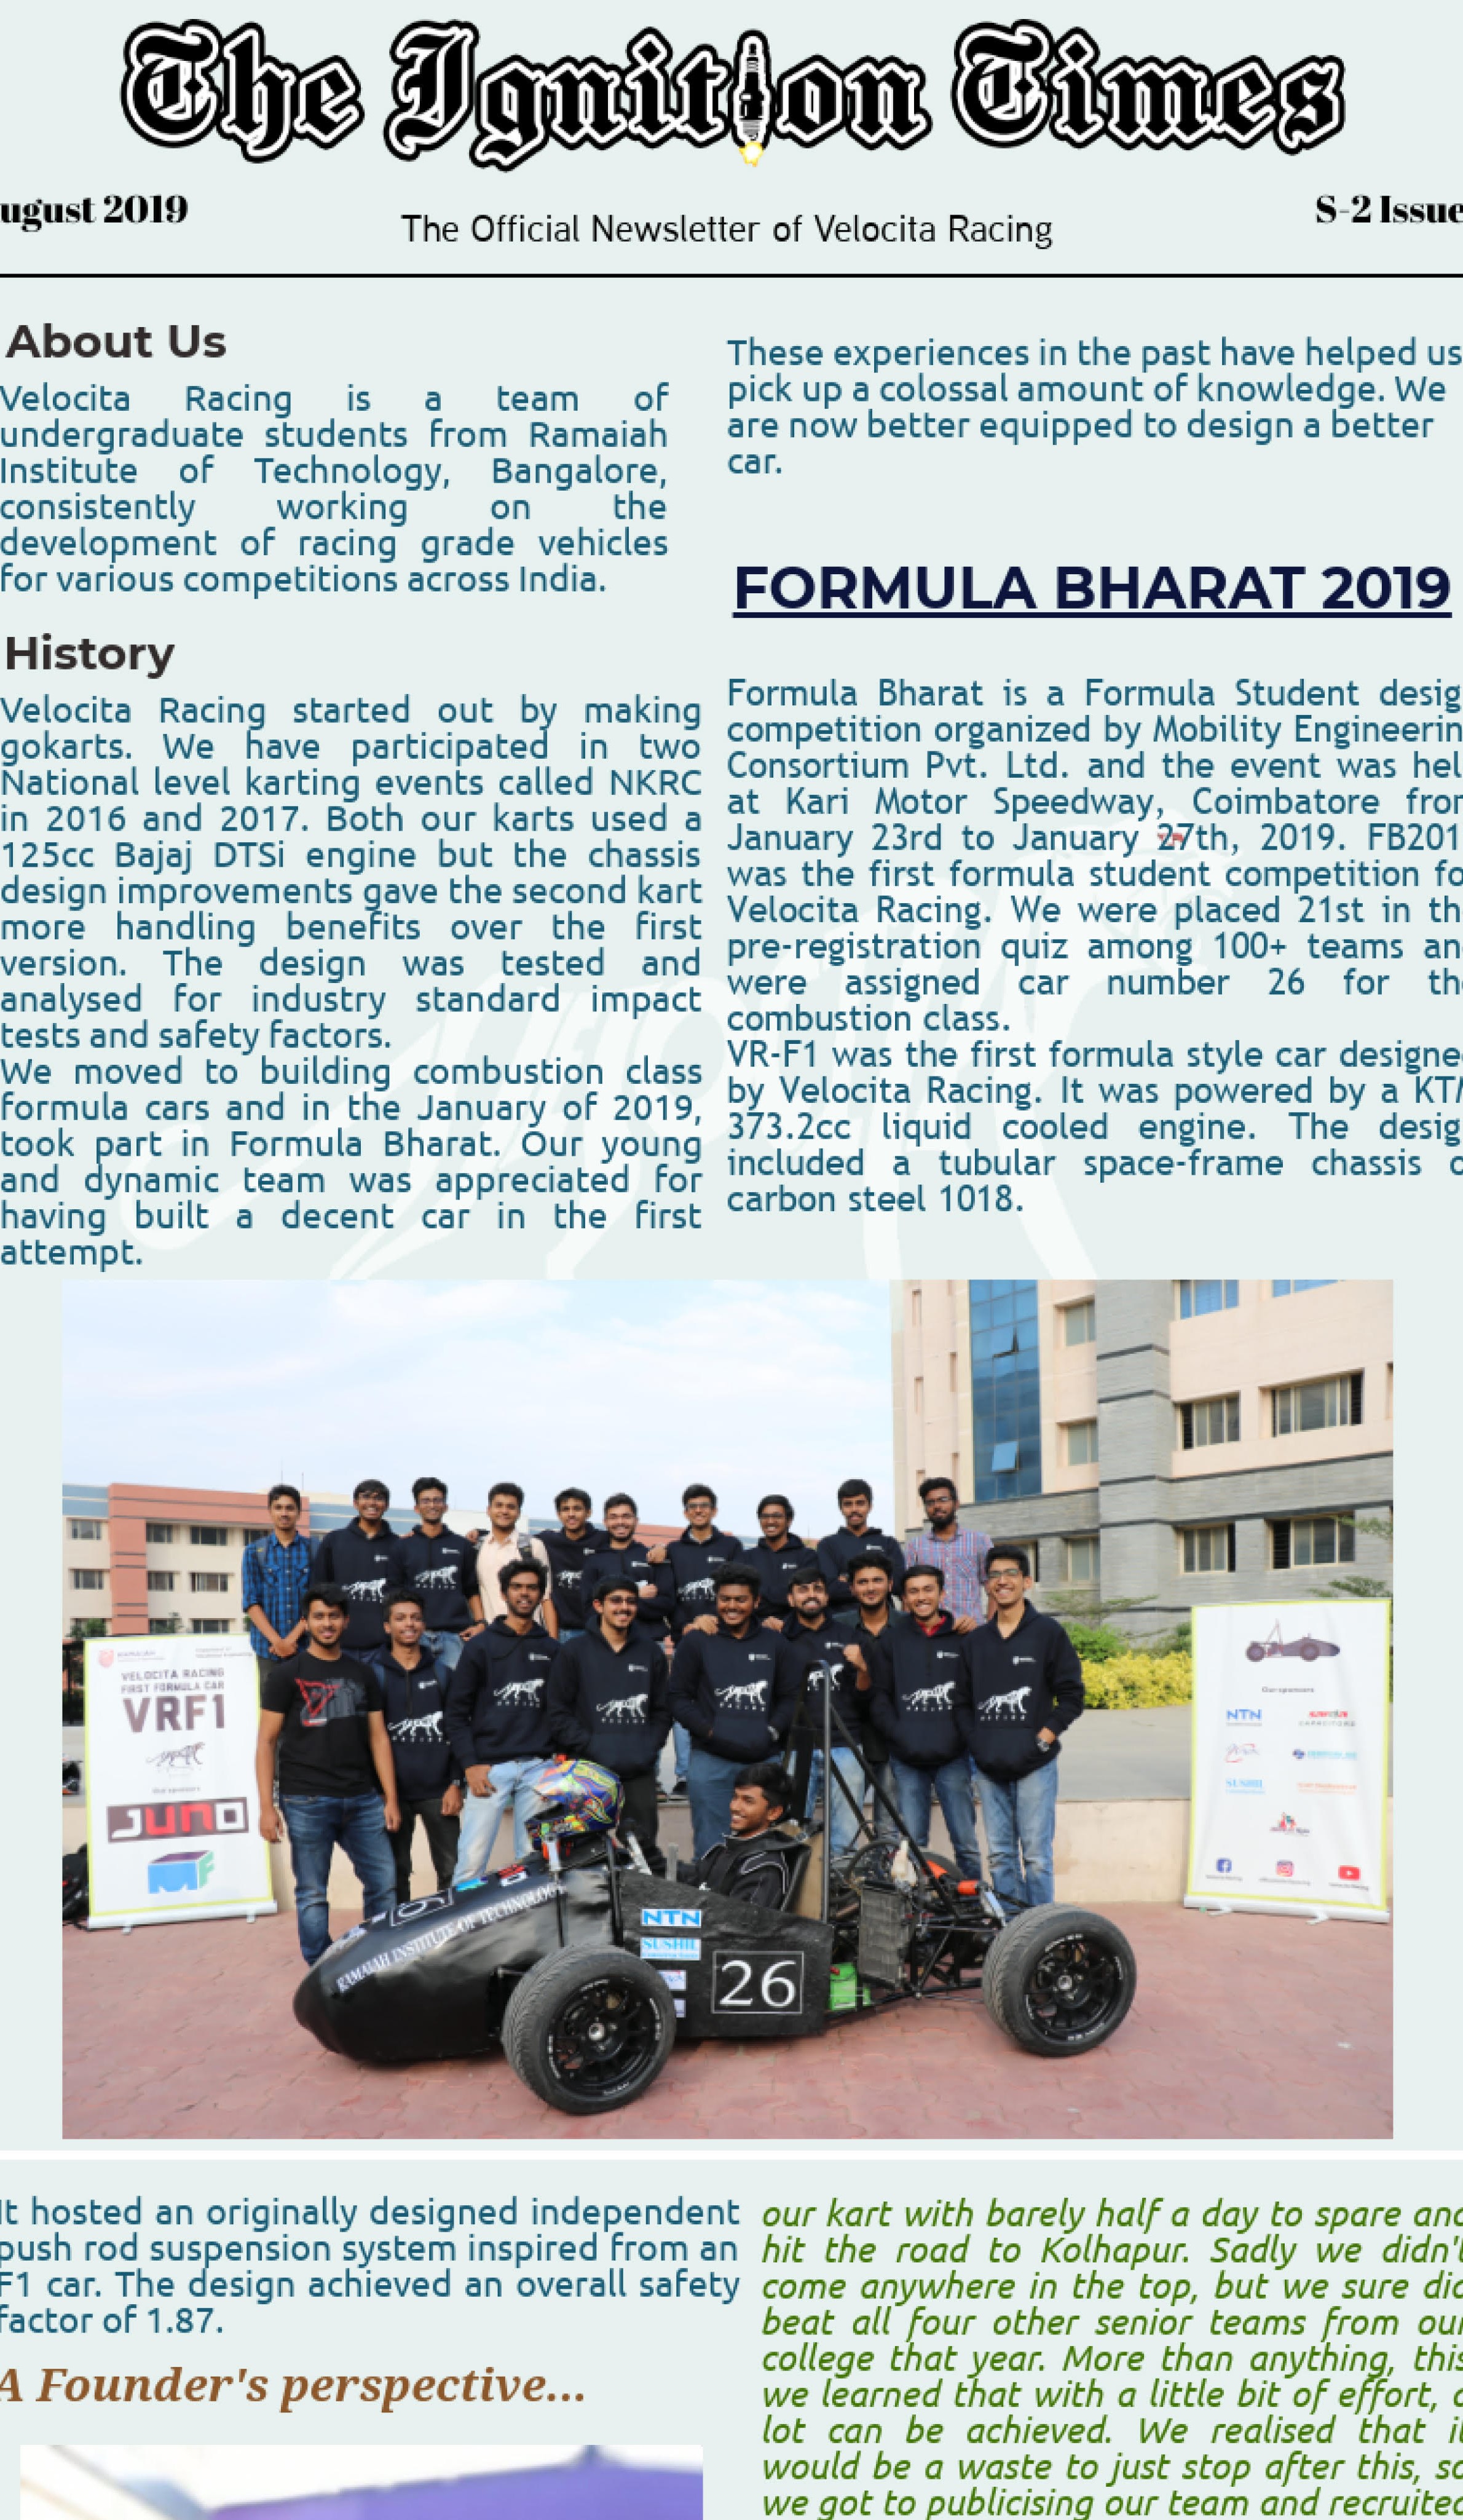 The Ignition Times
ugust 2019
S-2 Issue
The Official Newsletter of Velocita Racing
About Us
Velocita Racing is a team of
undergraduate students from Ramaiah
Institute of Technology, Bangalore,
consistently working on the
development of racing grade vehicles
for various competitions across India.
History
Velocita Racing started out by making
gokarts. We have participated in two
National level karting events called NKRC
in 2016 and 2017. Both our karts used a
125cc Bajaj DTSi engine but the chassis
design improvements gave the second kart
more handling benefits over the first
version. The design was tested and
analysed for industry standard impact
tests and safety factors.
We moved to building combustion class
formula cars and in the January of 2019,
took part in Formula Bharat. Our young
and dynamic team was appreciated for
having built a decent car in the first
attempt.
These experiences in the past have helped us
pick up a colossal amount of knowledge. We
are now better equipped to design a better
car.
FORMULA BHARAT 2019
Formula Bharat is a Formula Student desig
competition organized by Mobility Engineerin
Consortium Pvt. Ltd. and the event was hel
at Kari Motor Speedway, Coimbatore from
January 23rd to January 27th, 2019. FB201
was the first formula student competition fo
Velocita Racing. We were placed 21st in th
pre-registration quiz among 100+ teams an
were assigned car number 26 for th
combustion class.
VR-F1 was the first formula style car designe
by Velocita Racing. It was powered by a KTM
373.2cc liquid cooled engine. The desig
included a tubular space-frame chassis o
carbon steel 1018.
VELOCITA RACING
FIRST FORMULA CAR
VRF1
Our sponsors
JUNO
MF
Our sponsors
NTN
SUSHIL
RAMAIAH INSTITUTE OF TECHNOLOGY
NTN
SUSHIL
26
It hosted an originally designed independent
push rod suspension system inspired from an
F1 car. The design achieved an overall safety
factor of 1.87.
A Founder's perspective...
our kart with barely half a day to spare and
hit the road to Kolhapur. Sadly we didn't
come anywhere in the top, but we sure did
beat all four other senior teams from our
college that year. More than anything, this
we learned that with a little bit of effort, a
lot can be achieved. We realised that it
would be a waste to just stop after this, so
we got to publicising our team and recruited